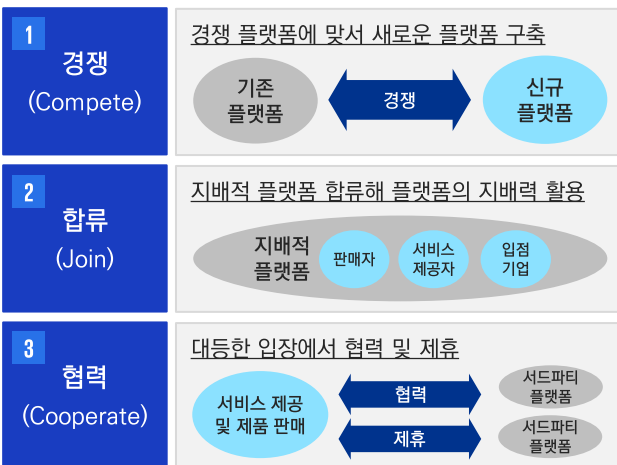 1
경쟁
(Compete)
경쟁 플랫폼에 맞서 새로운 플랫폼 구축
기존
플랫폼
경쟁
신규
플랫폼
2
합류
(Join)
지배적 플랫폼 합류해 플랫폼의 지배력 활용
지배적
플랫폼
판매자
서비스
제공자
입점
기업
3
협력
(Cooperate)
대등한 입장에서 협력 및 제휴
서비스 제공
및 제품 판매
협력
제휴
서드파티
플랫폼
서드파티
플랫폼